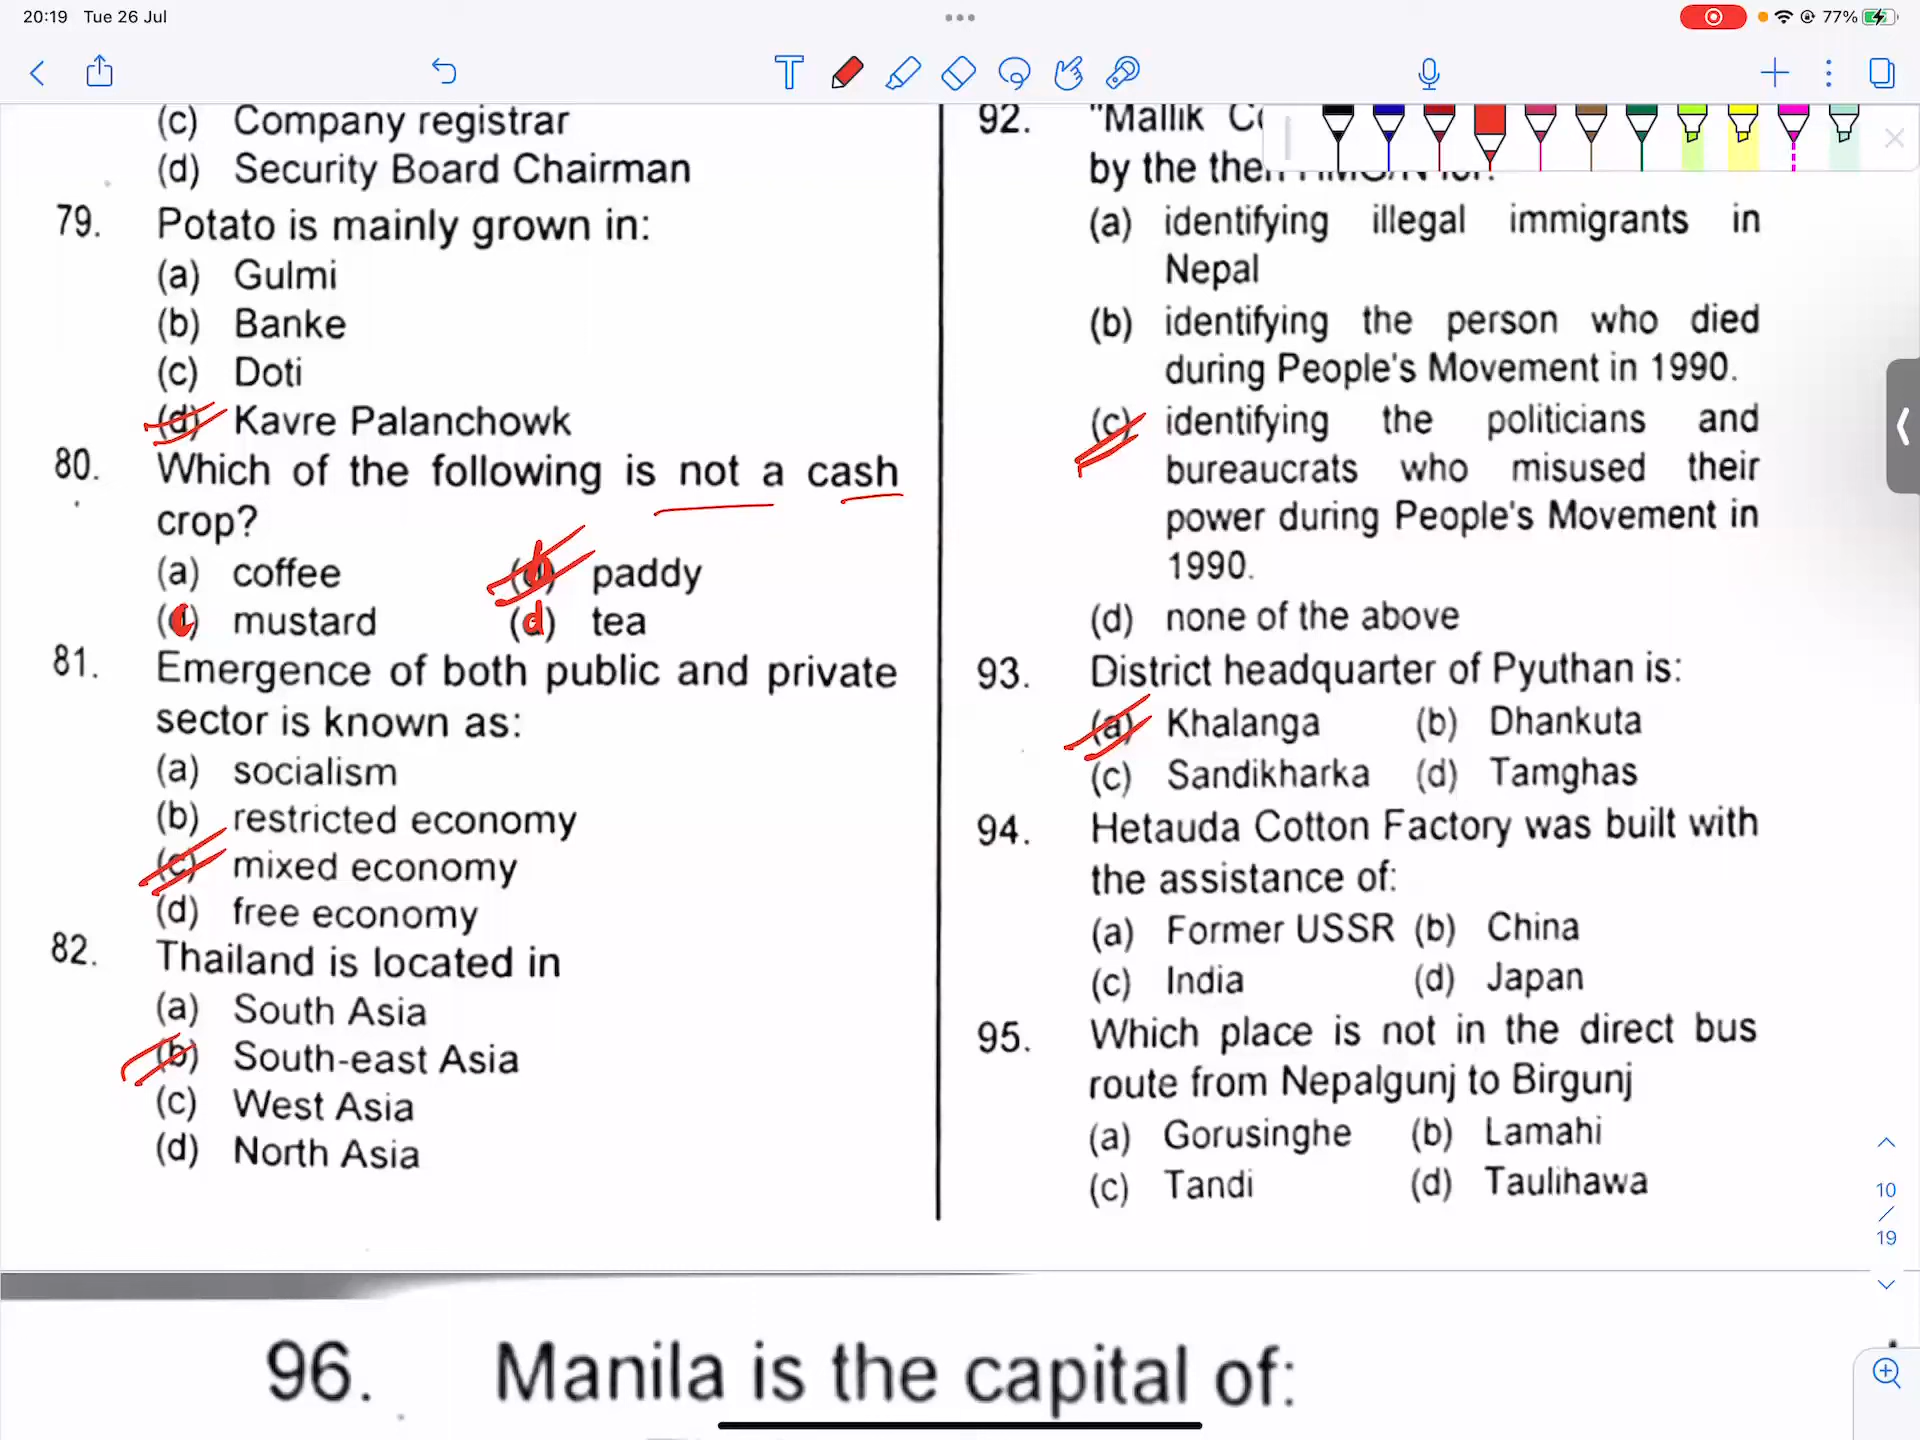 20:19 Tue 26 Jul
77%
(c) Company registrar
(d) Security Board Chairman
79. Potato is mainly grown in:
(a) Gulmi
(b) Banke
(c) Doti
(d) Kavre Palanchowk
80. Which of the following is not a cash
crop?
(a) coffee (b) paddy
(c) mustard (d) tea
81. Emergence of both public and private
sector is known as:
(a) socialism
(b) restricted economy
(c) mixed economy
(d) free economy
82. Thailand is located in
(a) South Asia
(b) South-east Asia
(c) West Asia
(d) North Asia
92. "Mallik
by the then
(a) identifying illegal immigrants in
Nepal
(b) identifying the person who died
during People's Movement in 1990.
(c) identifying the politicians and
bureaucrats who misused their
power during People's Movement in
1990.
(d) none of the above
93. District headquarter of Pyuthan is:
(a) Khalanga (b) Dhankuta
(c) Sandikharka (d) Tamghas
94. Hetauda Cotton Factory was built with
the assistance of:
(a) Former USSR (b) China
(c) India (d) Japan
95. Which place is not in the direct bus
route from Nepalgunj to Birgunj
(a) Gorusinghe (b) Lamahi
(c) Tandi (d) Taulihawa
10
/
19
96. Manila is the capital of: